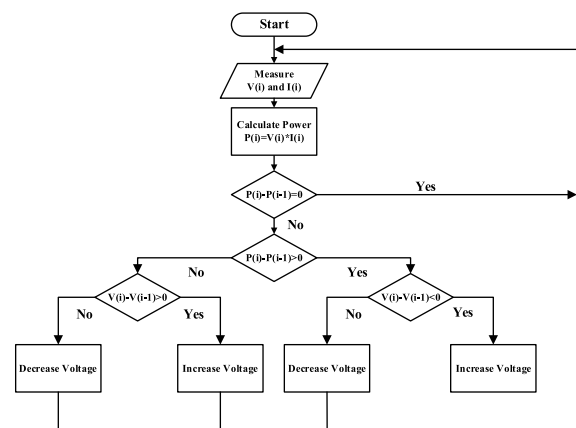 Start
Measure
V(i) and I(i)
Calculate Power
P(i)=V(i)*I(i)
P(i)-P(i-1)=0
Yes
No
P(i)-P(i-1)>0
No
Yes
V(i)-V(i-1)>0
V(i)-V(i-1)<0
No
Yes
No
Yes
Decrease Voltage
Increase Voltage
Decrease Voltage
Increase Voltage